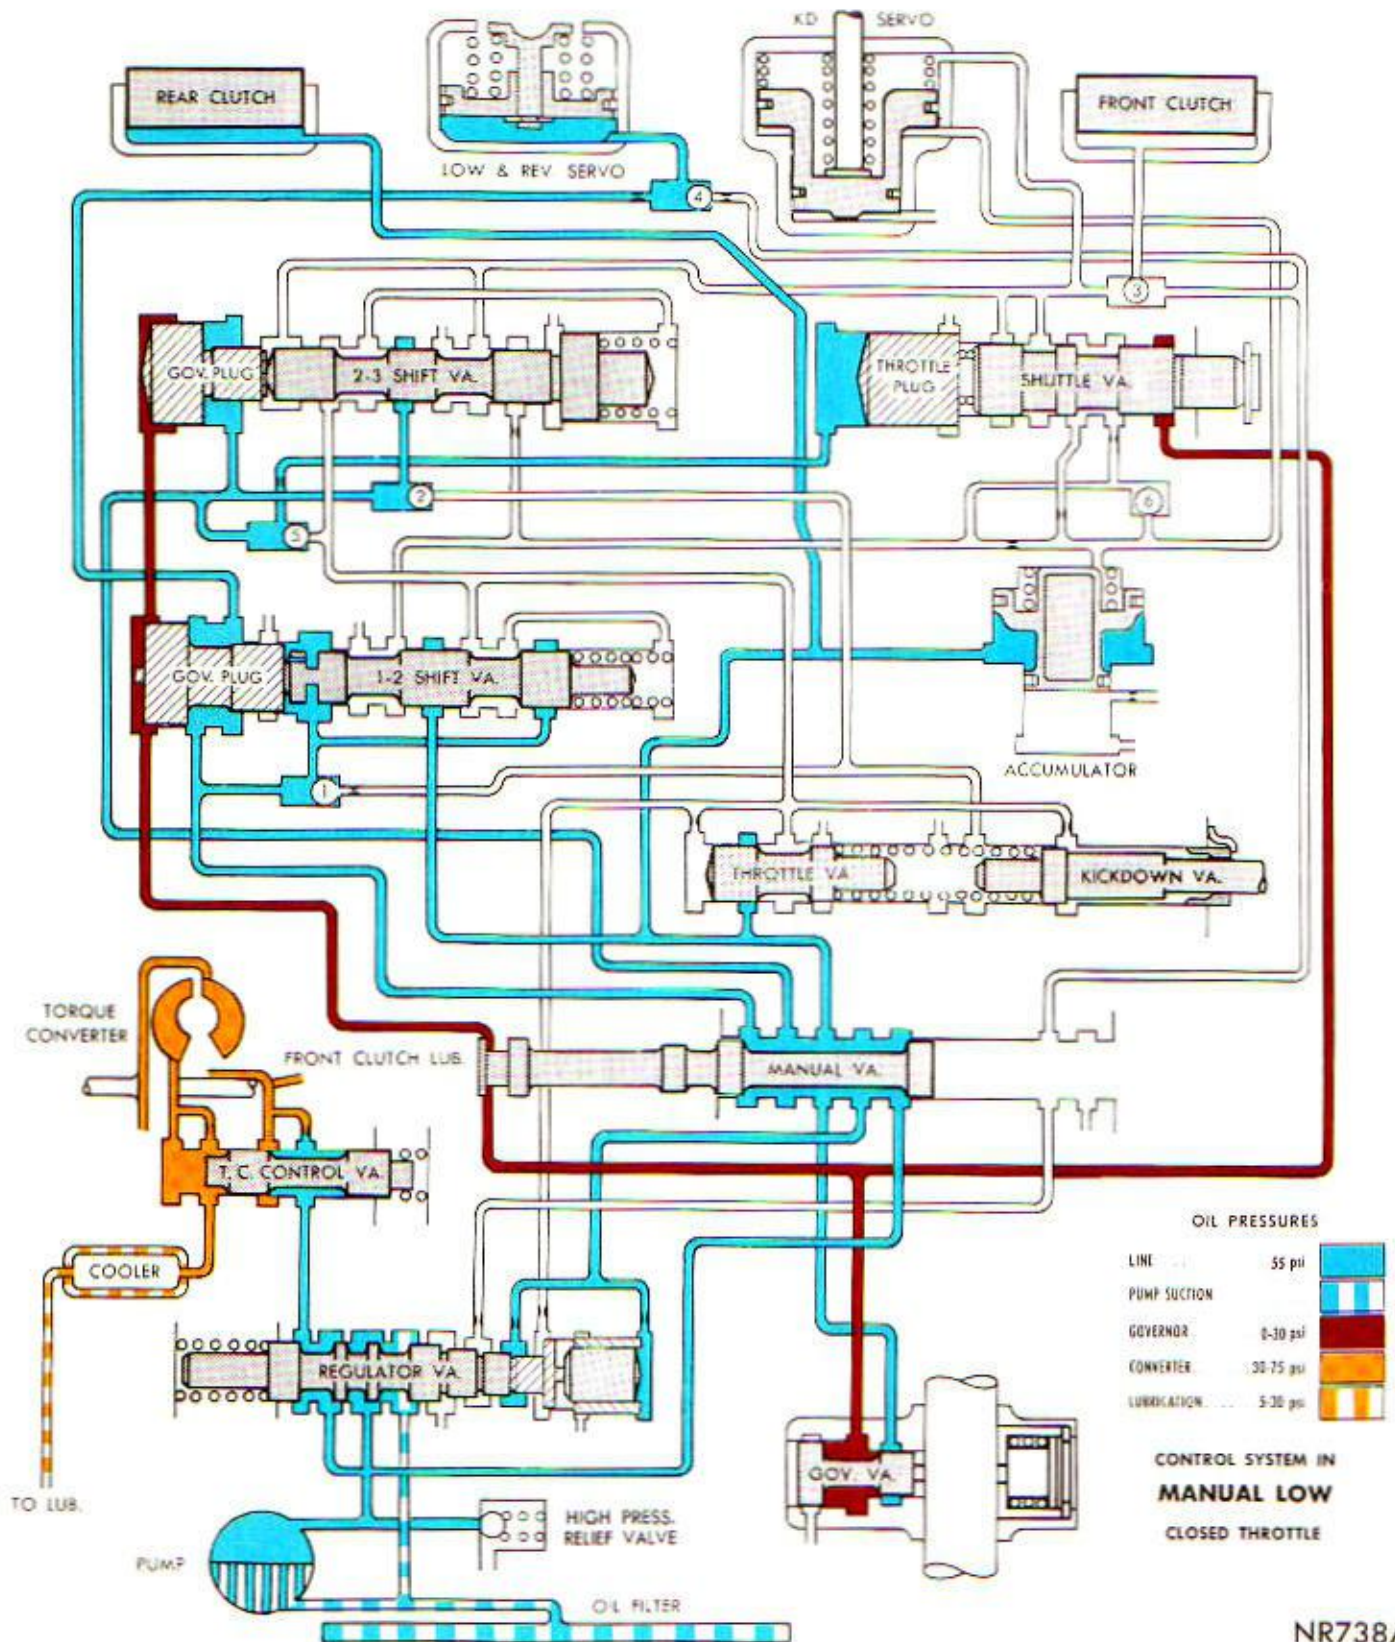 KD SERVO
REAR CLUTCH
FRONT CLUTCH
LOW & REV SERVO
4
3
GOV. PLUG
2-3 SHIFT VA.
THROTTLE
PLUG
SHUTTLE VA.
2
5
6
GOV. PLUG
1-2 SHIFT VA.
ACCUMULATOR
1
THROTTLE VA
KICKDOWN VA.
TORQUE
CONVERTER
FRONT CLUTCH LUB.
MANUAL VA.
T. C. CONTROL VA.
COOLER
OIL PRESSURES
LINE . . . 55 psi
PUMP SUCTION
GOVERNOR 0-30 psi
CONVERTER. 30-75 psi
LUBRICATION. . . . 5-30 psi
REGULATOR VA.
GOV. VA.
CONTROL SYSTEM IN
MANUAL LOW
CLOSED THROTTLE
TO LUB.
HIGH PRESS.
RELIEF VALVE
PUMP
OIL FILTER
NR738